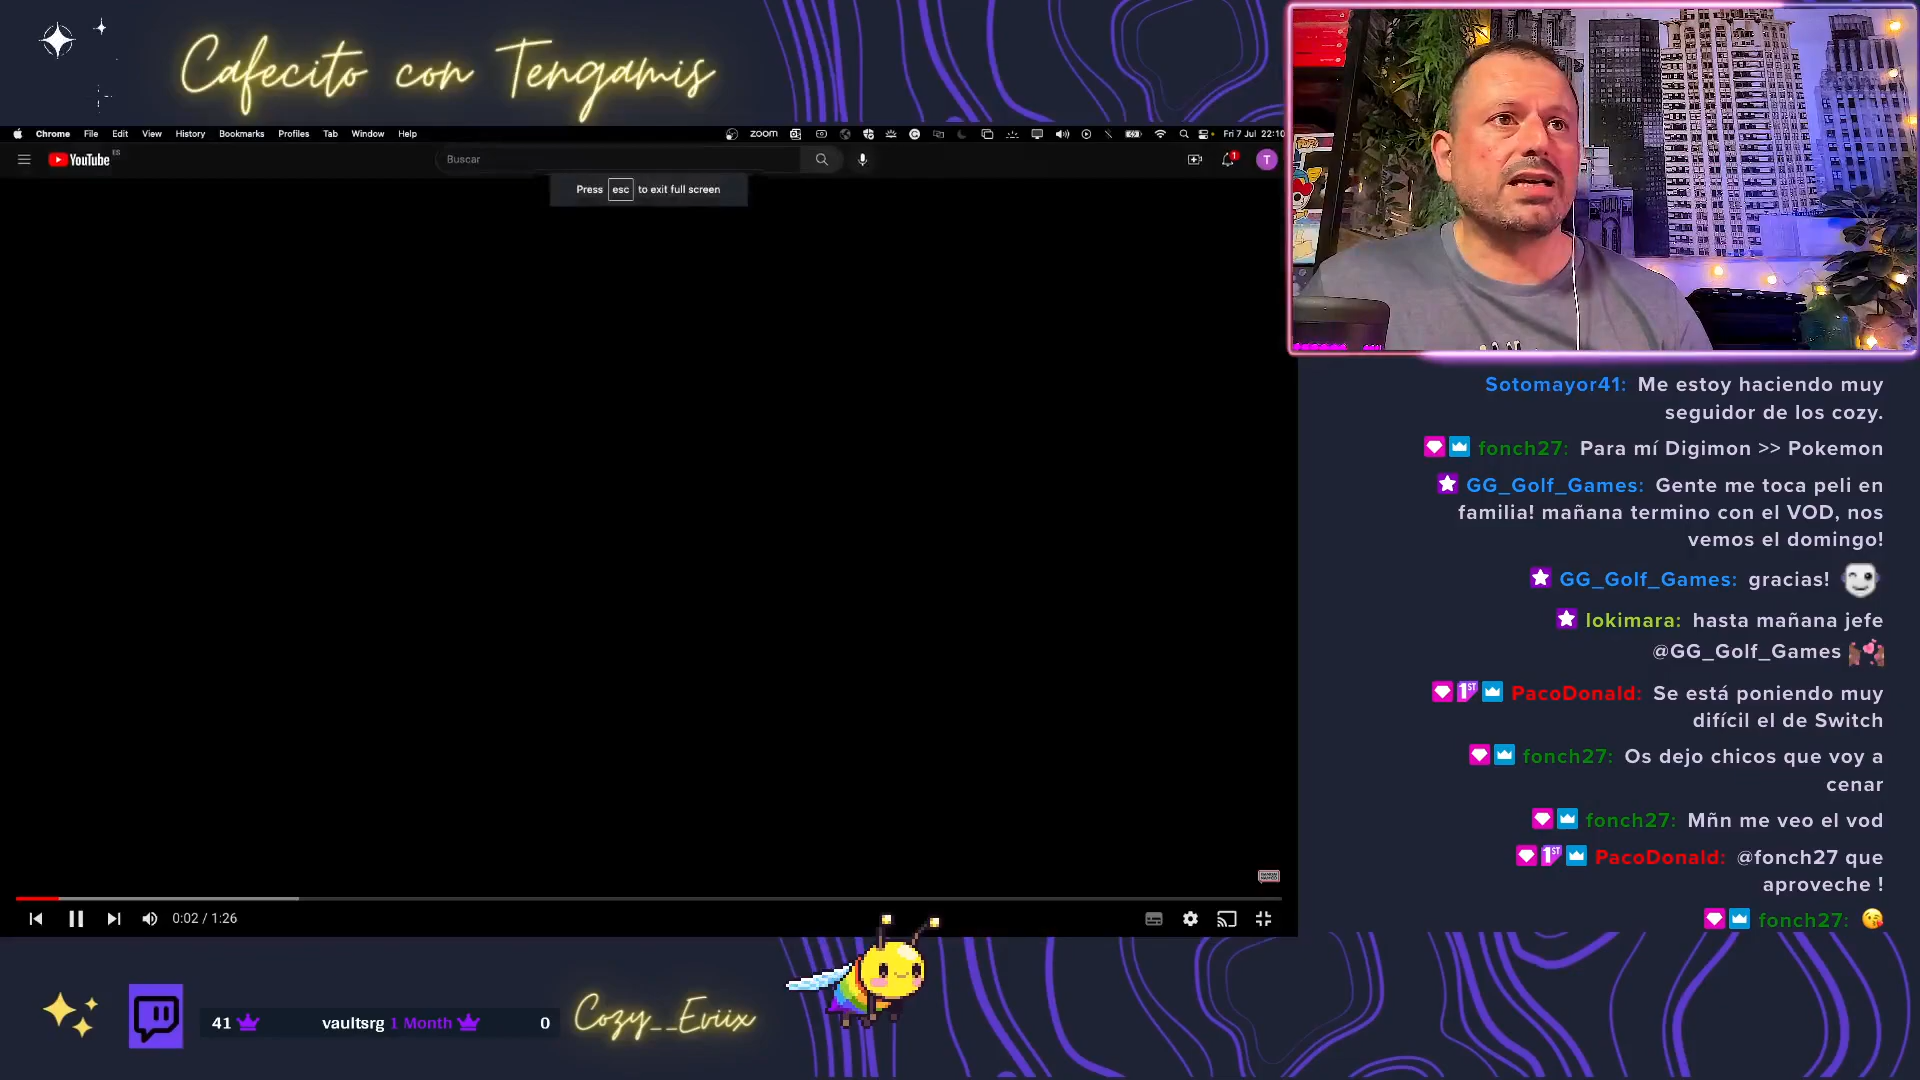 Cafecito con Tengamis
Chrome File Edit View History Bookmarks Profiles Tab Window Help zoom Fri 7 Jul 22:10
YouTube ES Buscar 1 T
Press esc to exit full screen
Sotomayor41: Me estoy haciendo muy
seguidor de los cozy.
fonch27: Para mí Digimon >> Pokemon
GG_Golf_Games: Gente me toca peli en
familia! mañana termino con el VOD, nos
vemos el domingo!
GG_Golf_Games: gracias!
lokimara: hasta mañana jefe
@GG_Golf_Games
1ST PacoDonald: Se está poniendo muy
difícil el de Switch
fonch27: Os dejo chicos que voy a
cenar
fonch27: Mñn me veo el vod
1ST PacoDonald: @fonch27 que
aproveche !
fonch27:
0:02 / 1:26
41 vaultsrg 1 Month 0 Cozy__Eviix